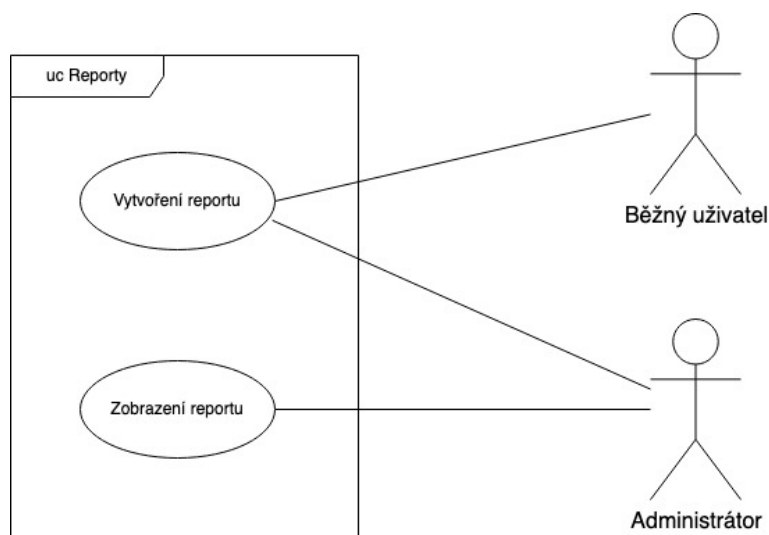 uc Reporty
Vytvoření reportu
Běžný uživatel
Zobrazení reportu
Administrátor